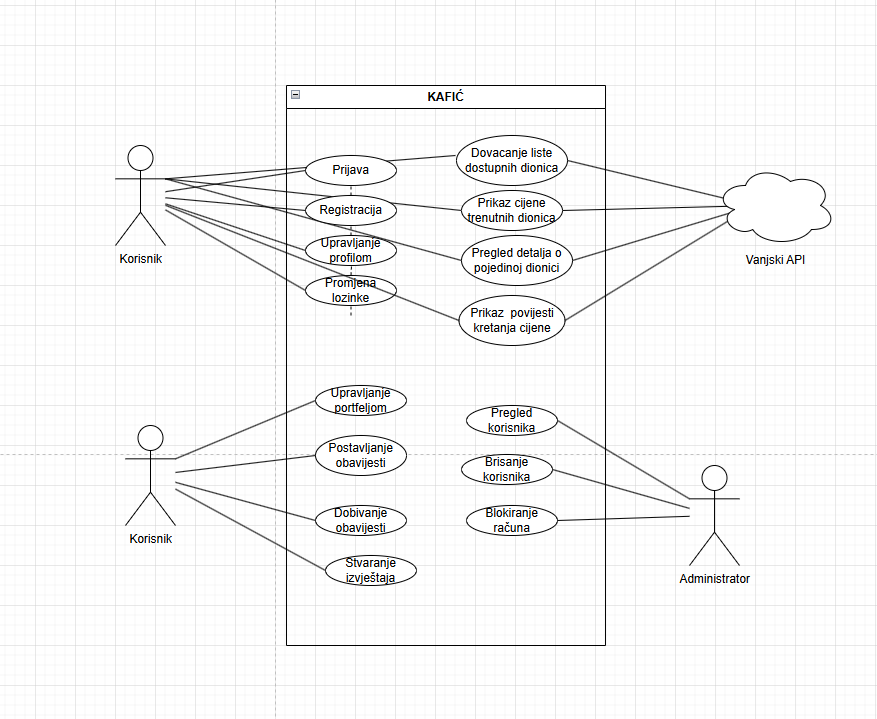 KAFIĆ
Prijava
Registracija
Upravljanje
profilom
Promjena
lozinke
Dovacanje liste
dostupnih dionica
Prikaz cijene
trenutnih dionica
Pregled detalja o
pojedinoj dionici
Prikaz povijesti
kretanja cijene
Korisnik
Vanjski API
Upravljanje
portfeljom
Postavljanje
obavijesti
Dobivanje
obavijesti
Stvaranje
izvještaja
Pregled
korisnika
Brisanje
korisnika
Blokiranje
računa
Korisnik
Administrator